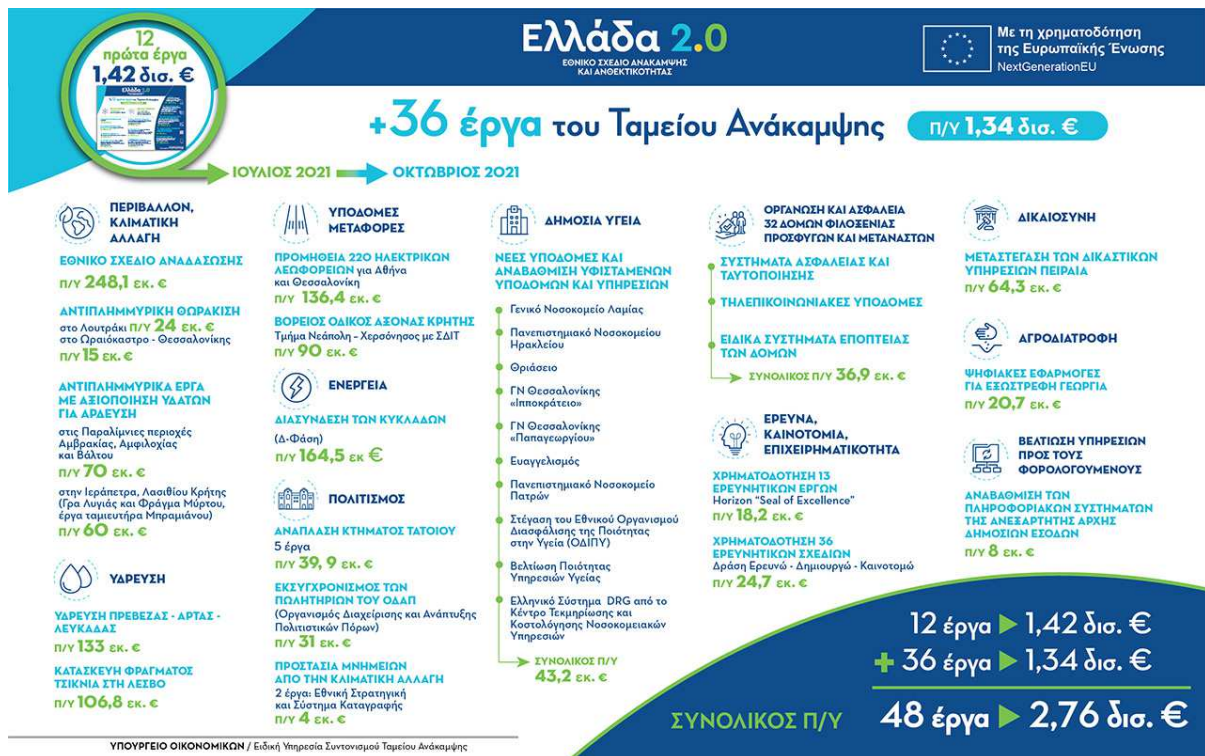 12
πρώτα έργα
1,42 δισ. €
Ελλάδα 2.0
ΕΘΝΙΚΟ ΣΧΕΔΙΟ ΑΝΑΚΑΜΨΗΣ
ΚΑΙ ΑΝΘΕΚΤΙΚΟΤΗΤΑΣ
Με τη χρηματοδότηση
της Ευρωπαϊκής Ένωσης
NextGenerationEU
+36 έργα του Ταμείου Ανάκαμψης
Π/Υ 1,34 δισ. €
ΙΟΥΛΙΟΣ 2021
ΟΚΤΩΒΡΙΟΣ 2021
ΠΕΡΙΒΑΛΛΟΝ,
ΚΛΙΜΑΤΙΚΗ
ΑΛΛΑΓΗ
ΕΘΝΙΚΟ ΣΧΕΔΙΟ ΑΝΑΔΑΣΩΣΗΣ
Π/Υ 248,1 ΕΚ. €
ΑΝΤΙΠΛΗΜΜΥΡΙΚΗ ΘΩΡΑΚΙΣΗ
στο Λουτράκι Π/Υ 24 ΕΚ. €
στο Ωραιόκαστρο - Θεσσαλονίκης
Π/Υ 15 ΕΚ. €
ΑΝΤΙΠΛΗΜΜΥΡΙΚΑ ΕΡΓΑ
ΜΕ ΑΞΙΟΠΟΙΗΣΗ ΥΔΑΤΩΝ
ΓΙΑ ΑΡΔΕΥΣΗ
στις Παραλίμνιες περιοχές
Αμβρακίας, Αμφιλοχίας
και Βάλτου
Π/Υ 70 ΕΚ. €
στην Ιεράπετρα, Λασιθίου Κρήτης
(Γρα Λυγιάς και Φράγμα Μύρτου,
έργα ταμιευτήρα Μπραμιάνου)
Π/Υ 60 ΕΚ. €
ΥΔΡΕΥΣΗ
ΥΔΡΕΥΣΗ ΠΡΕΒΕΖΑΣ - ΑΡΤΑΣ -
ΛΕΥΚΑΔΑΣ
Π/Υ 133 ΕΚ. €
ΚΑΤΑΣΚΕΥΗ ΦΡΑΓΜΑΤΟΣ
ΤΣΙΚΝΙΑ ΣΤΗ ΛΕΣΒΟ
Π/Υ 106,8 ΕΚ. €
ΥΠΟΔΟΜΕΣ
ΜΕΤΑΦΟΡΕΣ
ΠΡΟΜΗΘΕΙΑ 220 ΗΛΕΚΤΡΙΚΩΝ
ΛΕΩΦΟΡΕΙΩΝ για Αθήνα
και Θεσσαλονίκη
Π/Υ 136,4 ΕΚ. €
ΒΟΡΕΙΟΣ ΟΔΙΚΟΣ ΑΞΟΝΑΣ ΚΡΗΤΗΣ
Τμήμα Νεάπολη – Χερσόνησος με ΣΔΙΤ
Π/Υ 90 ΕΚ. €
ΕΝΕΡΓΕΙΑ
ΔΙΑΣΥΝΔΕΣΗ ΤΩΝ ΚΥΚΛΑΔΩΝ
(Δ-Φάση)
Π/Υ 164,5 ΕΚ €
ΠΟΛΙΤΙΣΜΟΣ
ΑΝΑΠΛΑΣΗ ΚΤΗΜΑΤΟΣ ΤΑΤΟΙΟΥ
5 έργα
Π/Υ 39, 9 ΕΚ. €
ΕΚΣΥΓΧΡΟΝΙΣΜΟΣ ΤΩΝ
ΠΩΛΗΤΗΡΙΩΝ ΤΟΥ ΟΔΑΠ
(Οργανισμός Διαχείρισης και Ανάπτυξης
Πολιτιστικών Πόρων)
Π/Υ 31 ΕΚ. €
ΠΡΟΣΤΑΣΙΑ ΜΝΗΜΕΙΩΝ
ΑΠΟ ΤΗΝ ΚΛΙΜΑΤΙΚΗ ΑΛΛΑΓΗ
2 έργα: Εθνική Στρατηγική
και Σύστημα Καταγραφής
Π/Υ 4 ΕΚ. €
ΔΗΜΟΣΙΑ ΥΓΕΙΑ
ΝΕΕΣ ΥΠΟΔΟΜΕΣ ΚΑΙ
ΑΝΑΒΑΘΜΙΣΗ ΥΦΙΣΤΑΜΕΝΩΝ
ΥΠΟΔΟΜΩΝ ΚΑΙ ΥΠΗΡΕΣΙΩΝ
Γενικό Νοσοκομείο Λαμίας
Πανεπιστημιακό Νοσοκομείου
Ηρακλείου
Θριάσειο
ΓΝ Θεσσαλονίκης
«Ιπποκράτειο»
ΓΝ Θεσσαλονίκης
«Παπαγεωργίου»
Ευαγγελισμός
Πανεπιστημιακό Νοσοκομείο
Πατρών
Στέγαση του Εθνικού Οργανισμού
Διασφάλισης της Ποιότητας
στην Υγεία (ΟΔΙΠΥ)
Βελτίωση Ποιότητας
Υπηρεσιών Υγείας
Ελληνικό Σύστημα DRG από το
Κέντρο Τεκμηρίωσης και
Κοστολόγησης Νοσοκομειακών
Υπηρεσιών
ΣΥΝΟΛΙΚΟΣ Π/Υ
43,2 ΕΚ. €
ΟΡΓΑΝΩΣΗ ΚΑΙ ΑΣΦΑΛΕΙΑ
32 ΔΟΜΩΝ ΦΙΛΟΞΕΝΙΑΣ
ΠΡΟΣΦΥΓΩΝ ΚΑΙ ΜΕΤΑΝΑΣΤΩΝ
ΣΥΣΤΗΜΑΤΑ ΑΣΦΑΛΕΙΑΣ ΚΑΙ
ΤΑΥΤΟΠΟΙΗΣΗΣ
ΤΗΛΕΠΙΚΟΙΝΩΝΙΑΚΕΣ ΥΠΟΔΟΜΕΣ
ΕΙΔΙΚΑ ΣΥΣΤΗΜΑΤΑ ΕΠΟΠΤΕΙΑΣ
ΤΩΝ ΔΟΜΩΝ
ΣΥΝΟΛΙΚΟΣ Π/Υ 36,9 ΕΚ. €
ΕΡΕΥΝΑ,
ΚΑΙΝΟΤΟΜΙΑ,
ΕΠΙΧΕΙΡΗΜΑΤΙΚΟΤΗΤΑ
ΧΡΗΜΑΤΟΔΟΤΗΣΗ 13
ΕΡΕΥΝΗΤΙΚΩΝ ΕΡΓΩΝ
Horizon “Seal of Excellence”
Π/Υ 18,2 ΕΚ. €
ΧΡΗΜΑΤΟΔΟΤΗΣΗ 36
ΕΡΕΥΝΗΤΙΚΩΝ ΣΧΕΔΙΩΝ
Δράση Ερευνώ - Δημιουργώ - Καινοτομώ
Π/Υ 24,7 ΕΚ. €
ΔΙΚΑΙΟΣΥΝΗ
ΜΕΤΑΣΤΕΓΑΣΗ ΤΩΝ ΔΙΚΑΣΤΙΚΩΝ
ΥΠΗΡΕΣΙΩΝ ΠΕΙΡΑΙΑ
Π/Υ 64,3 ΕΚ. €
ΑΓΡΟΔΙΑΤΡΟΦΗ
ΨΗΦΙΑΚΕΣ ΕΦΑΡΜΟΓΕΣ
ΓΙΑ ΕΞΩΣΤΡΕΦΗ ΓΕΩΡΓΙΑ
Π/Υ 20,7 ΕΚ. €
ΒΕΛΤΙΩΣΗ ΥΠΗΡΕΣΙΩΝ
ΠΡΟΣ ΤΟΥΣ
ΦΟΡΟΛΟΓΟΥΜΕΝΟΥΣ
ΑΝΑΒΑΘΜΙΣΗ ΤΩΝ
ΠΛΗΡΟΦΟΡΙΑΚΩΝ ΣΥΣΤΗΜΑΤΩΝ
ΤΗΣ ΑΝΕΞΑΡΤΗΤΗΣ ΑΡΧΗΣ
ΔΗΜΟΣΙΩΝ ΕΣΟΔΩΝ
Π/Υ 8 ΕΚ. €
12 έργα 1,42 δισ. €
+ 36 έργα 1,34 δισ. €
ΣΥΝΟΛΙΚΟΣ Π/Υ 48 έργα 2,76 δισ. €
ΥΠΟΥΡΓΕΙΟ ΟΙΚΟΝΟΜΙΚΩΝ / Ειδική Υπηρεσία Συντονισμού Ταμείου Ανάκαμψης